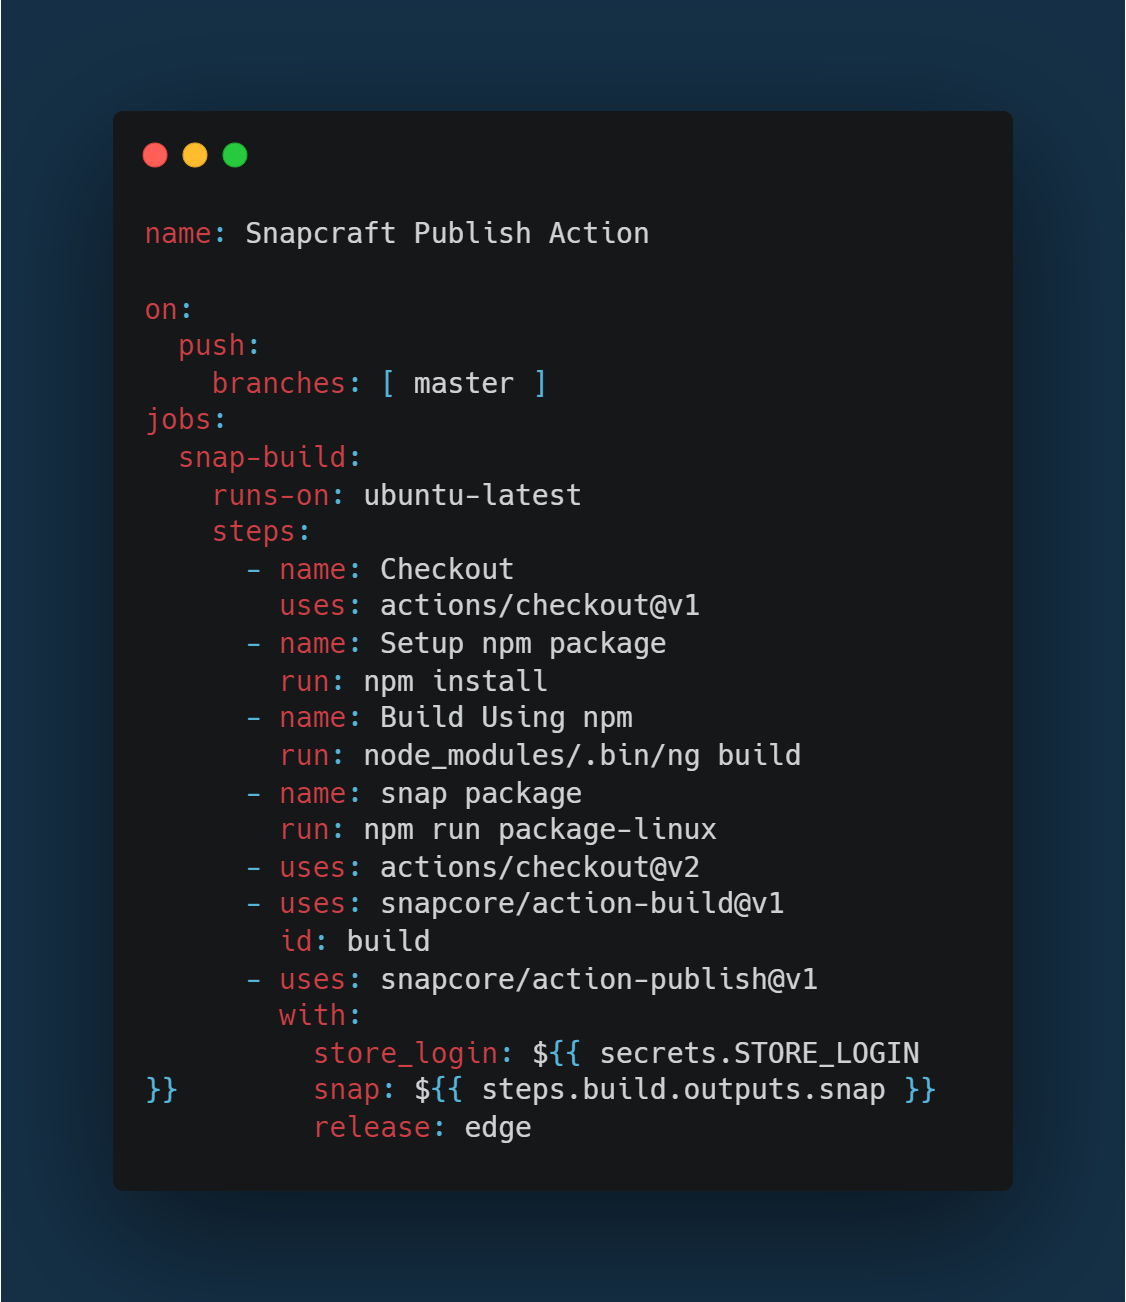 name: Snapcraft Publish Action

on:
  push:
    branches: [ master ]
jobs:
  snap-build:
    runs-on: ubuntu-latest
    steps:
      - name: Checkout
        uses: actions/checkout@v1
      - name: Setup npm package
        run: npm install
      - name: Build Using npm
        run: node_modules/.bin/ng build
      - name: snap package
        run: npm run package-linux
      - uses: actions/checkout@v2
      - uses: snapcore/action-build@v1
        id: build
      - uses: snapcore/action-publish@v1
        with:
          store_login: ${{ secrets.STORE_LOGIN
}}        snap: ${{ steps.build.outputs.snap }}
          release: edge